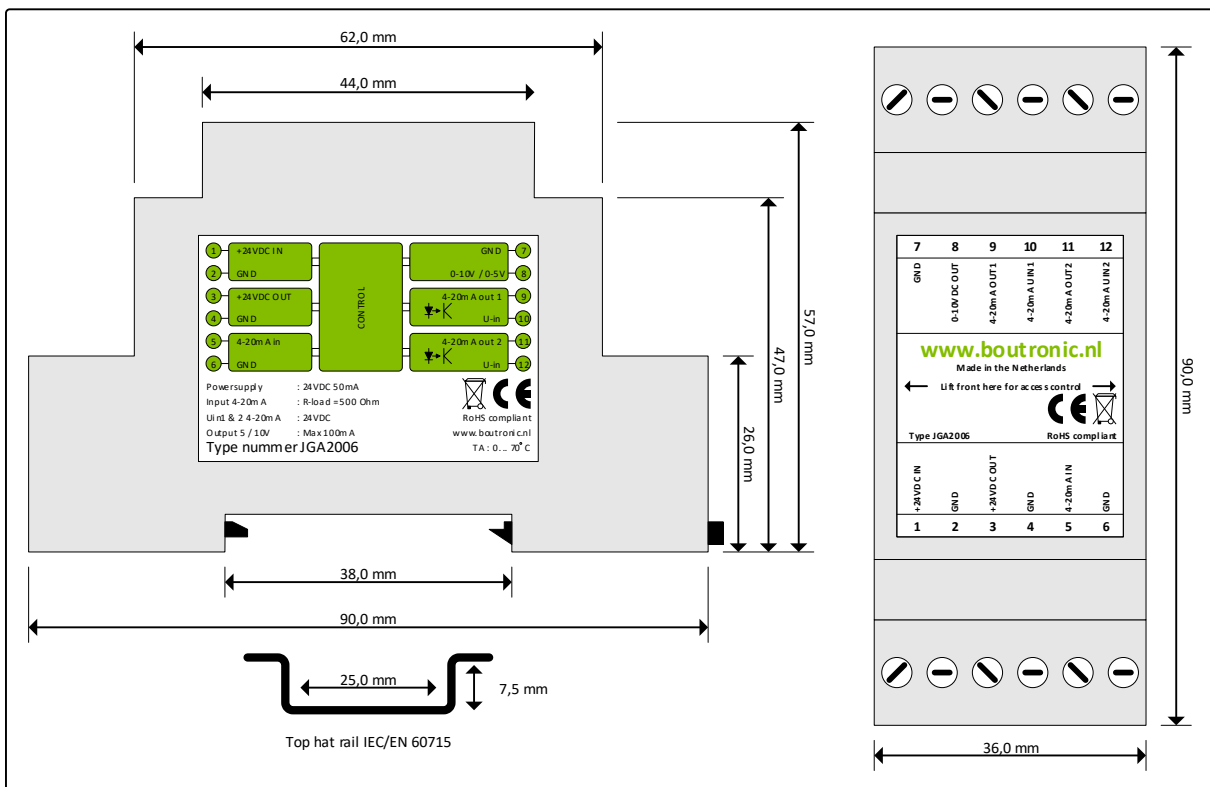 62,0 mm
44,0 mm
1 +24VDC IN
2 GND
3 +24VDC OUT
4 GND
5 4-20mA in
6 GND
CONTROL
GND 7
0-10V / 0-5V 8
4-20mA out 1 9
U-in 10
4-20mA out 2 11
U-in 12
Powersupply : 24VDC 50mA
Input 4-20mA : R-load = 500 Ohm
Uin1 & 2 4-20mA : 24VDC
Output 5 / 10V : Max 100mA
Type nummer JGA2006
CE
RoHS compliant
www.boutronic.nl
TA : 0... 70°C
57,0 mm
47,0 mm
26,0 mm
38,0 mm
90,0 mm
25,0 mm
7,5 mm
Top hat rail IEC/EN 60715
7 8 9 10 11 12
GND
0-10VDC OUT
4-20mA OUT1
4-20mA UIN1
4-20mA OUT2
4-20mA UIN2
www.boutronic.nl
Made in the Netherlands
Lift front here for access control
CE
Type JGA2006 RoHS compliant
+24VDC IN
GND
+24VDC OUT
GND
4-20mA IN
GND
1 2 3 4 5 6
90,0 mm
36,0 mm